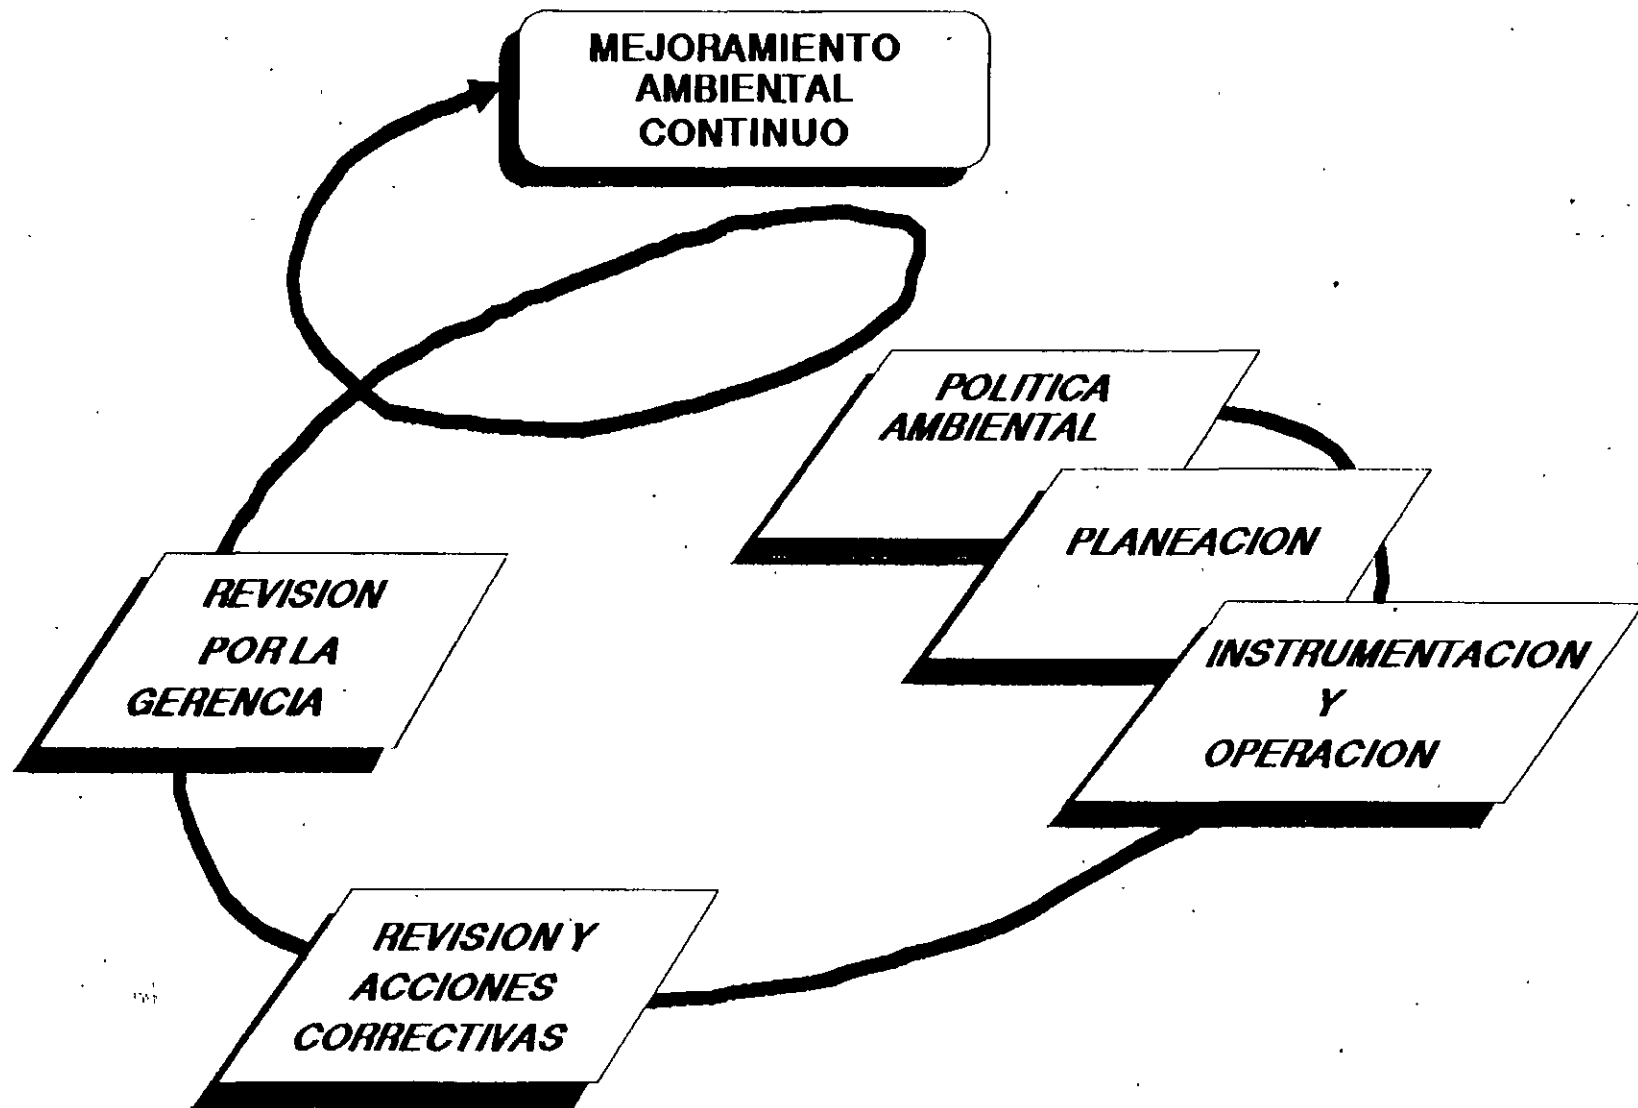 MEJORAMIENTO
AMBIENTAL
CONTINUO
POLITICA
AMBIENTAL
PLANEACION
INSTRUMENTACION
Y
OPERACION
REVISION
POR LA
GERENCIA
REVISION Y
ACCIONES
CORRECTIVAS